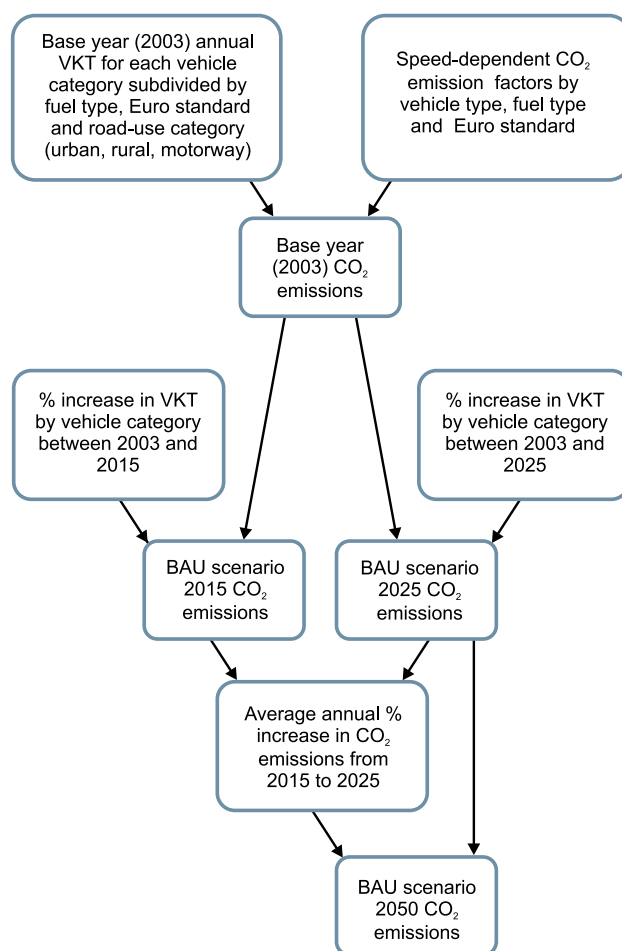 Base year (2003) annual
VKT for each vehicle
category subdivided by
fuel type, Euro standard
and road-use category
(urban, rural, motorway)
Speed-dependent CO₂
emission factors by
vehicle type, fuel type
and Euro standard
Base year
(2003) CO₂
emissions
% increase in VKT
by vehicle category
between 2003 and
2015
% increase in VKT
by vehicle category
between 2003 and
2025
BAU scenario
2015 CO₂
emissions
BAU scenario
2025 CO₂
emissions
Average annual %
increase in CO₂
emissions from
2015 to 2025
BAU scenario
2050 CO₂
emissions